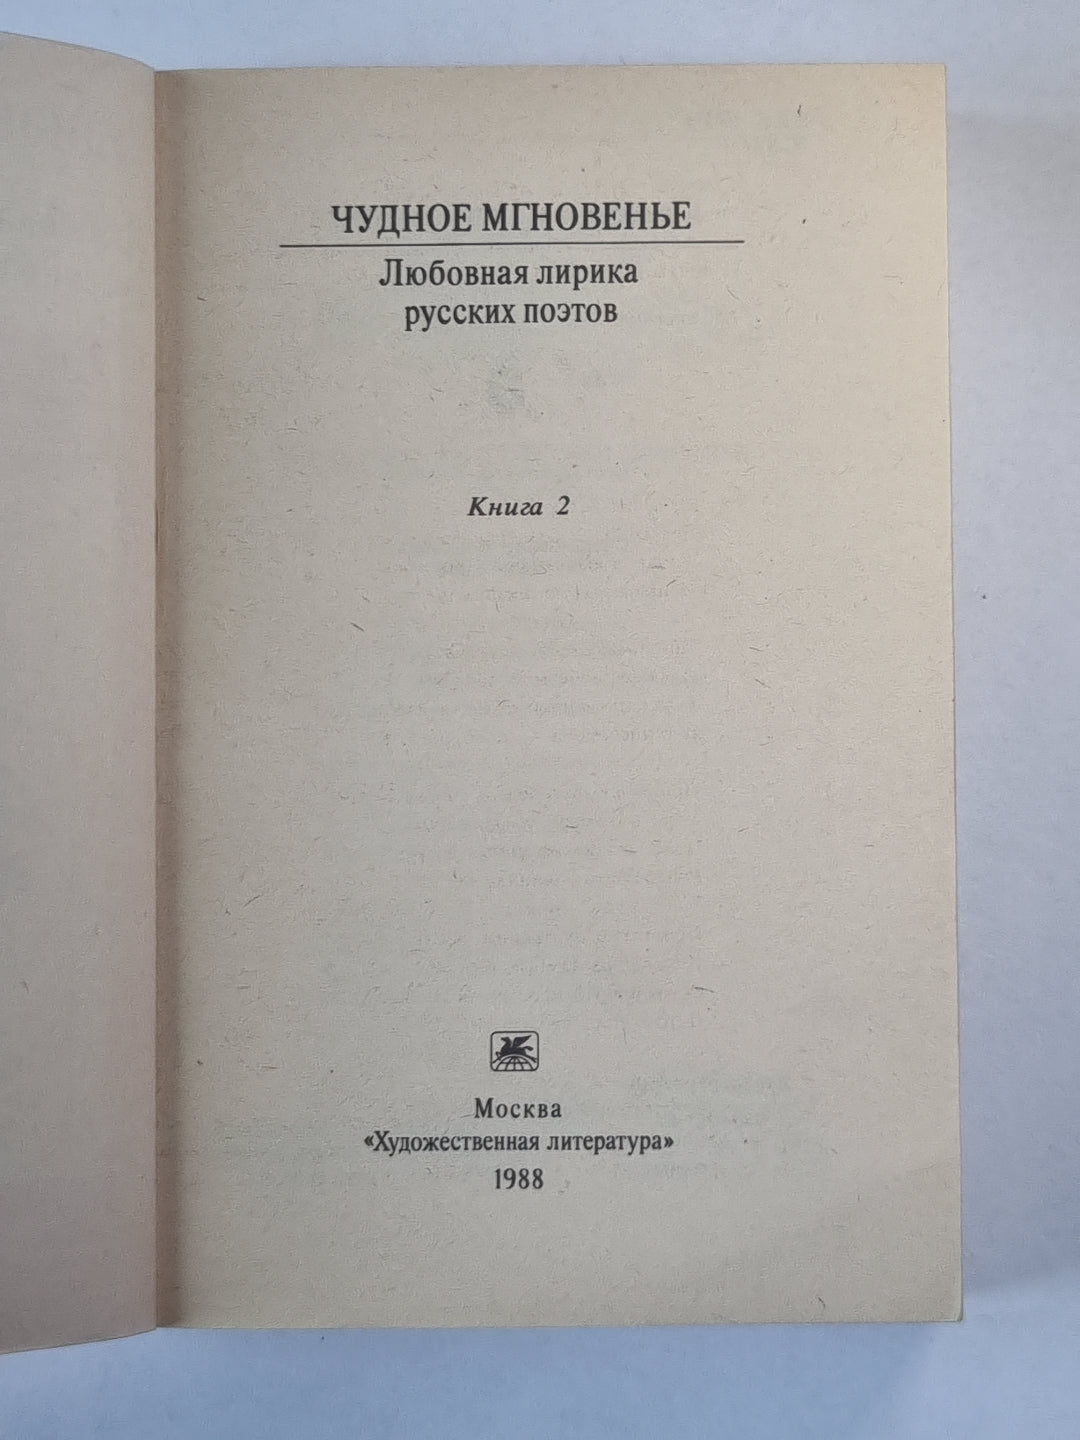 ЧУДНОЕ МГНОВЕНЬЕ
Любовная лирика
русских поэтов
Книга 2
Москва
«Художественная литература»
1988